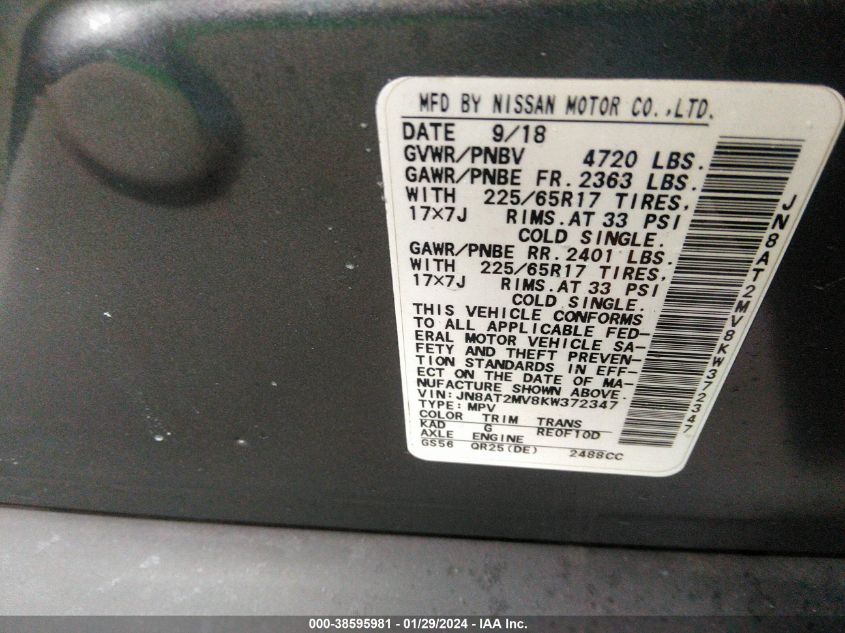 MFD BY NISSAN MOTOR CO.,LTD.
DATE 9/18
GVWR/PNBV 4720 LBS.
GAWR/PNBE FR. 2363 LBS.
WITH 225/65R17 TIRES.
17×7J RIMS.AT 33 PSI
COLD SINGLE.
GAWR/PNBE RR. 2401 LBS.
WITH 225/65R17 TIRES.
17×7J RIMS.AT 33 PSI
COLD SINGLE.
THIS VEHICLE CONFORMS
TO ALL APPLICABLE FED-
ERAL MOTOR VEHICLE SA-
FETY AND THEFT PREVEN-
TION STANDARDS IN EFF-
ECT ON THE DATE OF MA-
NUFACTURE SHOWN ABOVE.
VIN:JN8AT2MV8KW372347
TYPE:MPV
COLOR TRIM TRANS
KAD G RE0F10D
AXLE ENGINE
GS56 QR25(DE) 2488CC
JN8AT2MV8KW372347
000-38595981 - 01/29/2024 - IAA Inc.